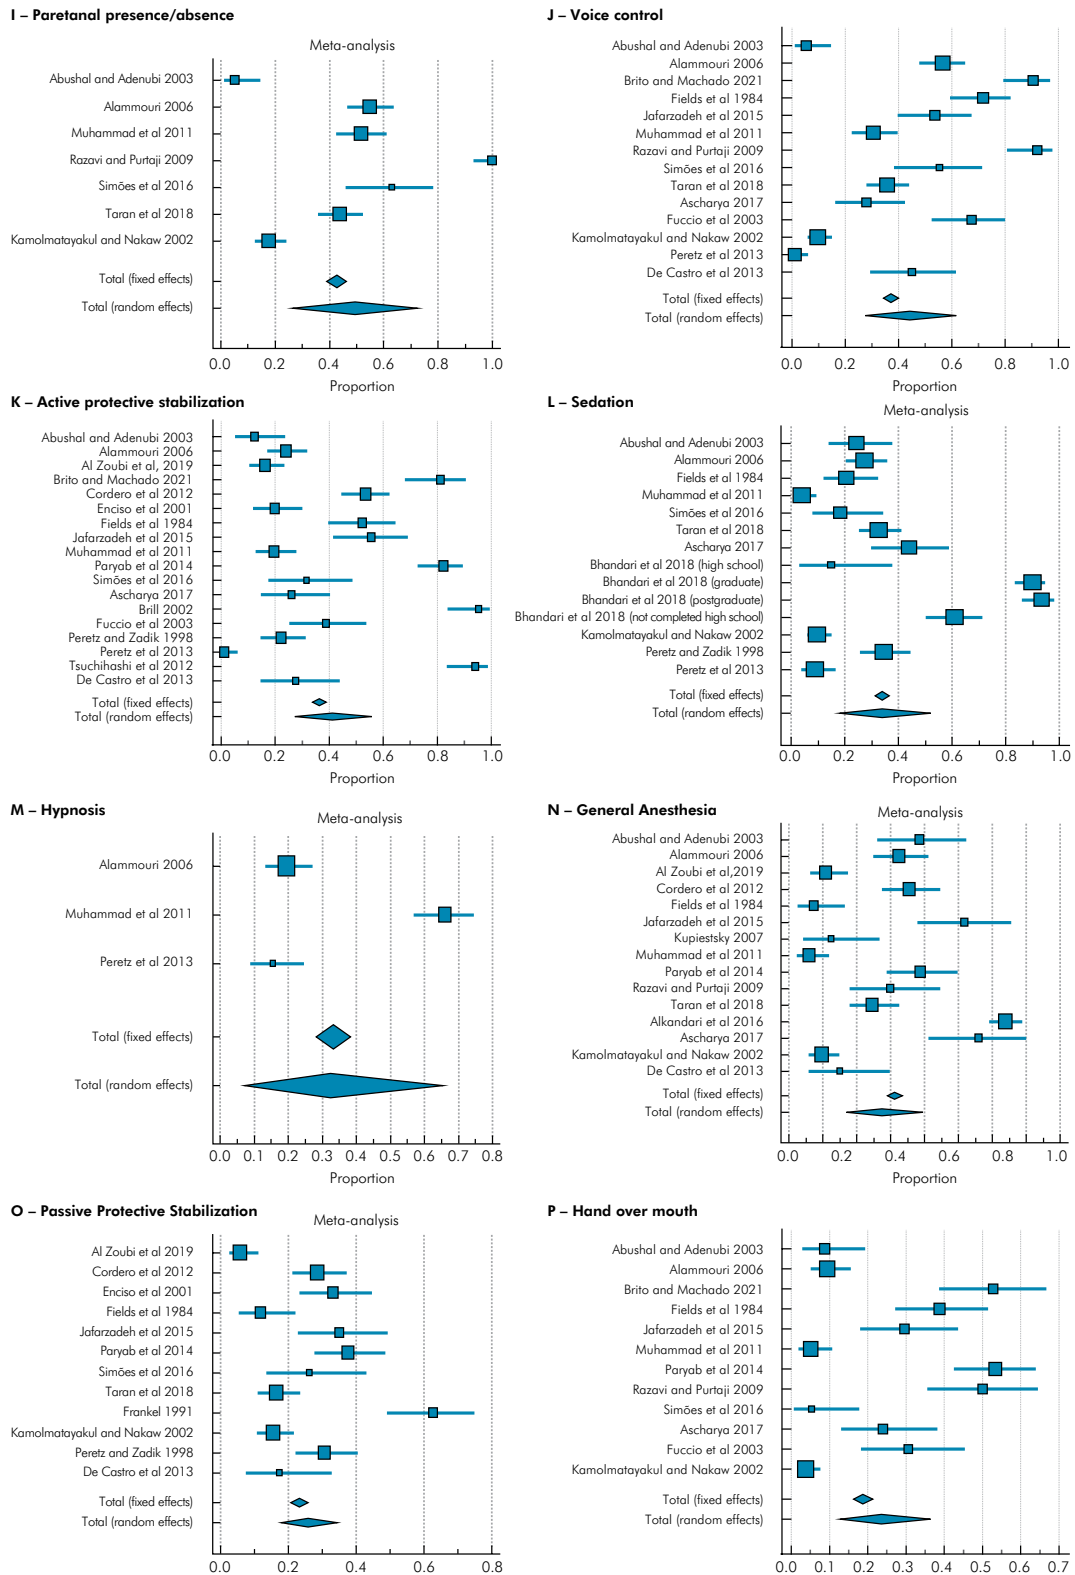 I – Paretanal presence/absence
Meta-analysis
Abushal and Adenubi 2003
Alammouri 2006
Muhammad et al 2011
Razavi and Purtaji 2009
Simões et al 2016
Taran et al 2018
Kamolmatayakul and Nakaw 2002
Total (fixed effects)
Total (random effects)
0.0 0.2 0.4 0.6 0.8 1.0
Proportion
J – Voice control
Abushal and Adenubi 2003
Alammouri 2006
Brito and Machado 2021
Fields et al 1984
Jafarzadeh et al 2015
Muhammad et al 2011
Razavi and Purtaji 2009
Simões et al 2016
Taran et al 2018
Ascharya 2017
Fuccio et al 2003
Kamolmatayakul and Nakaw 2002
Peretz et al 2013
De Castro et al 2013
Total (fixed effects)
Total (random effects)
0.0 0.2 0.4 0.6 0.8 1.0
Proportion
K – Active protective stabilization
Abushal and Adenubi 2003
Alammouri 2006
Al Zoubi et al, 2019
Brito and Machado 2021
Cordero et al 2012
Enciso et al 2001
Fields et al 1984
Jafarzadeh et al 2015
Muhammad et al 2011
Paryab et al 2014
Simões et al 2016
Ascharya 2017
Brill 2002
Fuccio et al 2003
Peretz and Zadik 1998
Peretz et al 2013
Tsuchihashi et al 2012
De Castro et al 2013
Total (fixed effects)
Total (random effects)
0.0 0.2 0.4 0.6 0.8 1.0
Proportion
L – Sedation
Meta-analysis
Abushal and Adenubi 2003
Alammouri 2006
Fields et al 1984
Muhammad et al 2011
Simões et al 2016
Taran et al 2018
Ascharya 2017
Bhandari et al 2018 (high school)
Bhandari et al 2018 (graduate)
Bhandari et al 2018 (postgraduate)
Bhandari et al 2018 (not completed high school)
Kamolmatayakul and Nakaw 2002
Peretz and Zadik 1998
Peretz et al 2013
Total (fixed effects)
Total (random effects)
0.0 0.2 0.4 0.6 0.8 1.0
Proportion
M – Hypnosis
Meta-analysis
Alammouri 2006
Muhammad et al 2011
Peretz et al 2013
Total (fixed effects)
Total (random effects)
0.0 0.1 0.2 0.3 0.4 0.5 0.6 0.7 0.8
Proportion
N – General Anesthesia
Meta-analysis
Abushal and Adenubi 2003
Alammouri 2006
Al Zoubi et al,2019
Cordero et al 2012
Fields et al 1984
Jafarzadeh et al 2015
Kupiestsky 2007
Muhammad et al 2011
Paryab et al 2014
Razavi and Purtaji 2009
Taran et al 2018
Alkandari et al 2016
Ascharya 2017
Kamolmatayakul and Nakaw 2002
De Castro et al 2013
Total (fixed effects)
Total (random effects)
0.0 0.2 0.4 0.6 0.8 1.0
Proportion
O – Passive Protective Stabilization
Meta-analysis
Al Zoubi et al 2019
Cordero et al 2012
Enciso et al 2001
Fields et al 1984
Jafarzadeh et al 2015
Paryab et al 2014
Simões et al 2016
Taran et al 2018
Frankel 1991
Kamolmatayakul and Nakaw 2002
Peretz and Zadik 1998
De Castro et al 2013
Total (fixed effects)
Total (random effects)
0.0 0.2 0.4 0.6 0.8
P – Hand over mouth
Abushal and Adenubi 2003
Alammouri 2006
Brito and Machado 2021
Fields et al 1984
Jafarzadeh et al 2015
Muhammad et al 2011
Paryab et al 2014
Razavi and Purtaji 2009
Simões et al 2016
Ascharya 2017
Fuccio et al 2003
Kamolmatayakul and Nakaw 2002
Total (fixed effects)
Total (random effects)
0.0 0.1 0.2 0.3 0.4 0.5 0.6 0.7